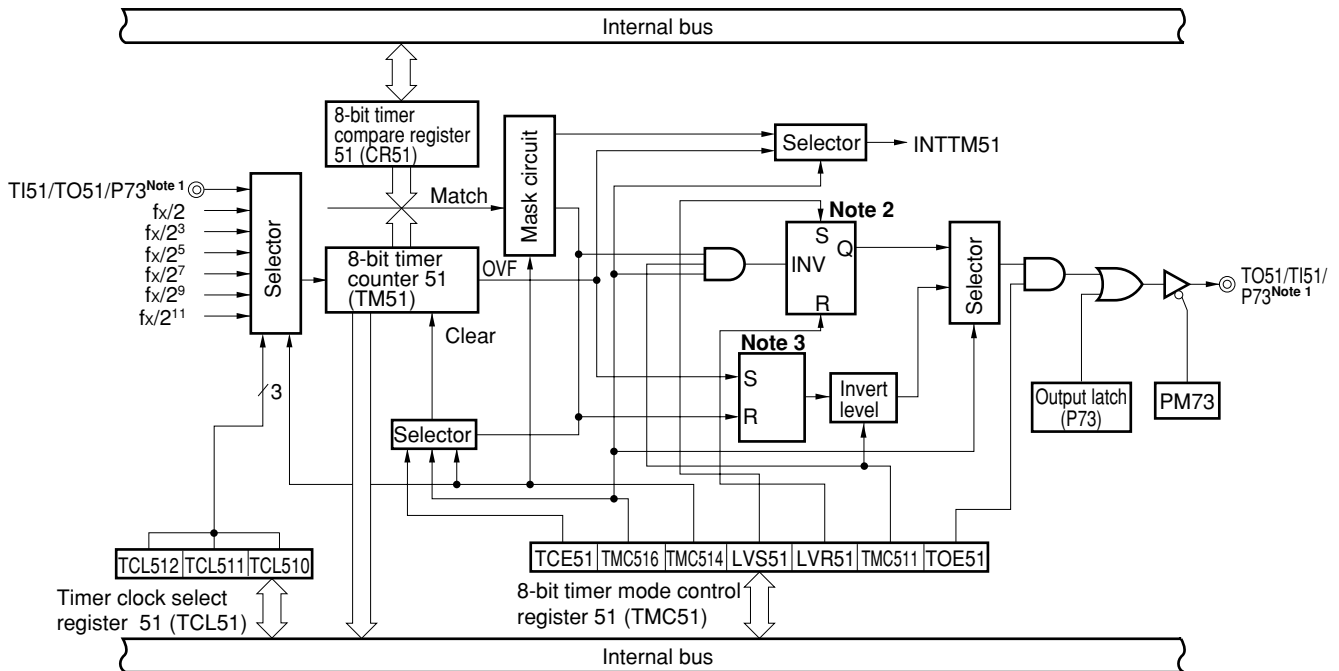 Internal bus
8-bit timer
compare register
51 (CR51)
Mask circuit
Selector
INTTM51
TI51/TO51/P73Note 1
fx/2
fx/2³
fx/2⁵
fx/2⁷
fx/2⁹
fx/2¹¹
Selector
Match
8-bit timer
counter 51
(TM51)
OVF
Clear
Note 2
S
Q
INV
R
Selector
TO51/TI51/
P73Note 1
Note 3
S
R
Invert
level
Output latch
(P73)
PM73
3
Selector
TCL512
TCL511
TCL510
Timer clock select
register 51 (TCL51)
TCE51
TMC516
TMC514
LVS51
LVR51
TMC511
TOE51
8-bit timer mode control
register 51 (TMC51)
Internal bus